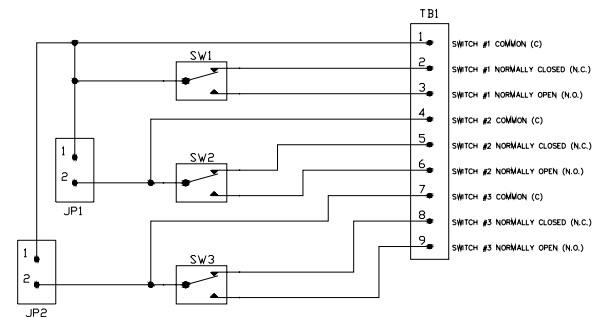 TB1
1 SWITCH #1 COMMON (C)
SW1
2 SWITCH #1 NORMALLY CLOSED (N.C.)
3 SWITCH #1 NORMALLY OPEN (N.O.)
4 SWITCH #2 COMMON (C)
1
5 SWITCH #2 NORMALLY CLOSED (N.C.)
SW2
6 SWITCH #2 NORMALLY OPEN (N.O.)
2
7 SWITCH #3 COMMON (C)
JP1
8 SWITCH #3 NORMALLY CLOSED (N.C.)
9 SWITCH #3 NORMALLY OPEN (N.O.)
1
SW3
2
JP2